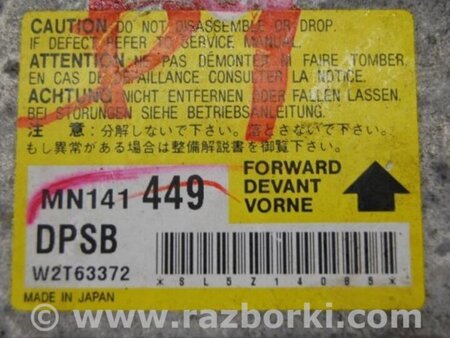 CAUTION DO NOT DISASSEMBLE OR DROP.
IF DEFECT REFER TO SERVICE MANUAL.
ATTENTION NE PAS DÉMONTER NI FAIRE TOMBER.
EN CAS DE DÉFAILLANCE CONSULTER LA NOTICE.
ACHTUNG NICHT ENTFERNEN ODER FALLEN LASSEN.
BEI STÖRUNGEN SIEHE BETRIEBSANLEITUNG.
注 意:分解しないで下さい。落とさないで下さい。
もし異常がある場合は整備解説書を御覧下さい。
MN141 449
FORWARD
DEVANT
VORNE
DPSB
W2T63372
*SL5Z14085*
MADE IN JAPAN
www.razborki.com